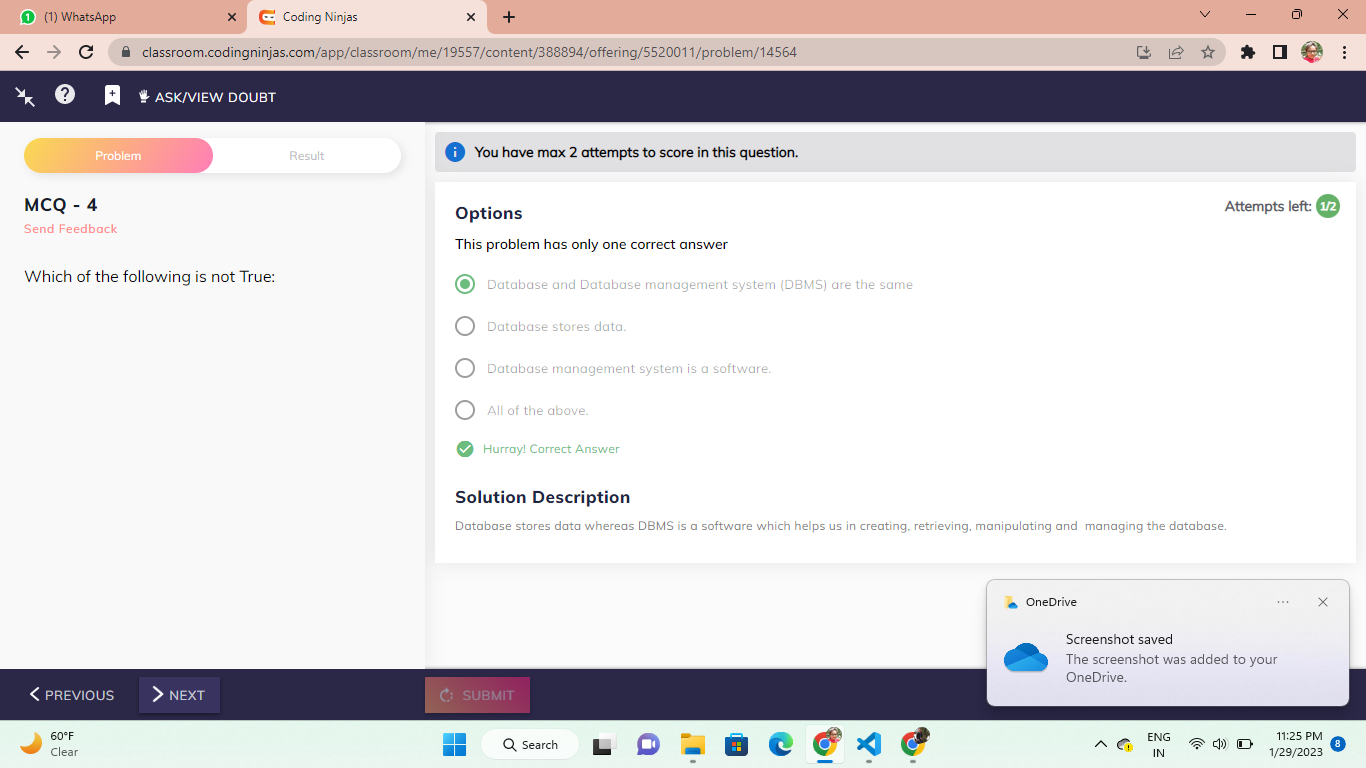 (1) WhatsApp
Coding Ninjas
classroom.codingninjas.com/app/classroom/me/19557/content/388894/offering/5520011/problem/14564
ASK/VIEW DOUBT
Problem
Result
MCQ - 4
Send Feedback
Which of the following is not True:
You have max 2 attempts to score in this question.
Options
Attempts left: 1/2
This problem has only one correct answer
Database and Database management system (DBMS) are the same
Database stores data.
Database management system is a software.
All of the above.
Hurray! Correct Answer
Solution Description
Database stores data whereas DBMS is a software which helps us in creating, retrieving, manipulating and  managing the database.
OneDrive
Screenshot saved
The screenshot was added to your
OneDrive.
PREVIOUS
NEXT
SUBMIT
60°F
Clear
Search
ENG
IN
11:25 PM
1/29/2023
8